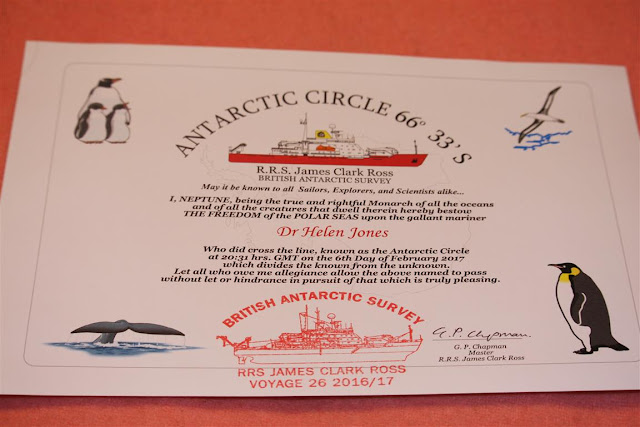 ANTARCTIC CIRCLE 66° 33'S
R.R.S. James Clark Ross
BRITISH ANTARCTIC SURVEY
May it be known to all Sailors, Explorers, and Scientists alike...
I, NEPTUNE, being the true and rightful Monarch of all the oceans
and of all the creatures that dwell therein hereby bestow
THE FREEDOM of the POLAR SEAS upon the gallant mariner
Dr Helen Jones
Who did cross the line, known as the Antarctic Circle
at 20:31 hrs. GMT on the 6th Day of February 2017
which divides the known from the unknown.
Let all who owe me allegiance allow the above named to pass
without let or hindrance in pursuit of that which is truly pleasing.
BRITISH ANTARCTIC SURVEY
RRS JAMES CLARK ROSS
VOYAGE 26 2016/17
G. P. Chapman.
G. P. Chapman
Master
R.R.S. James Clark Ross